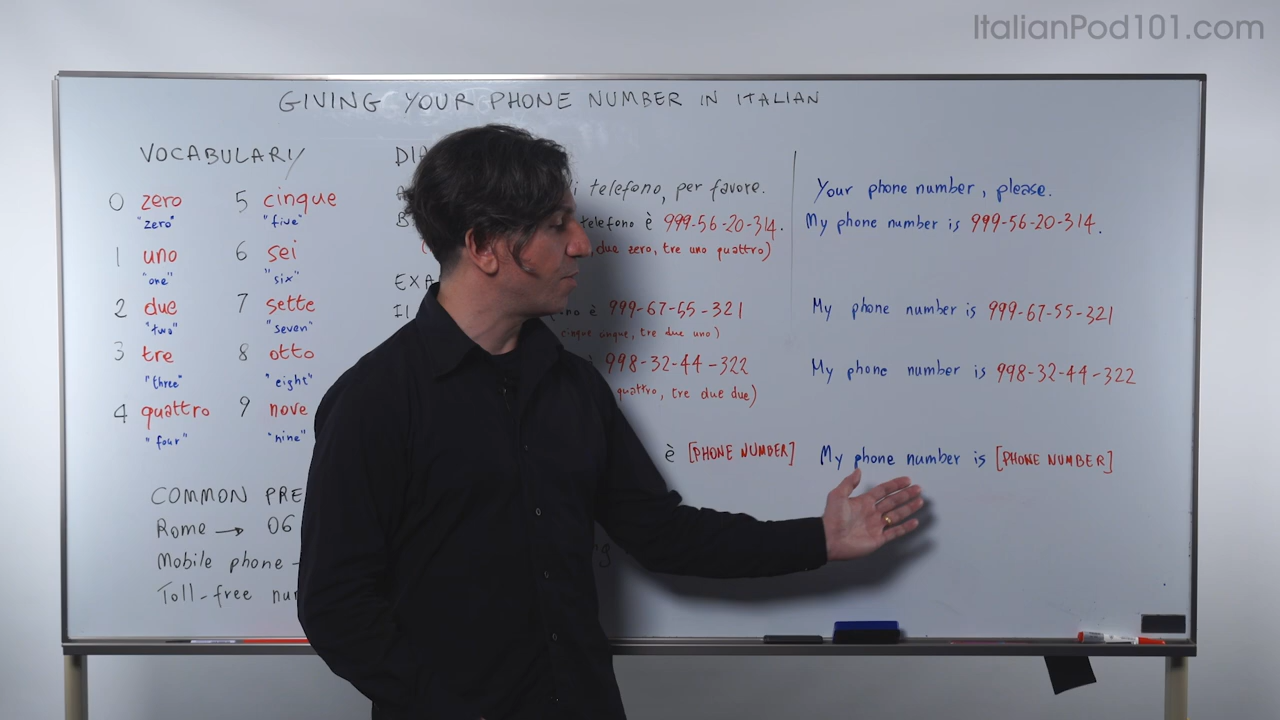 ItalianPod101.com
GIVING YOUR PHONE NUMBER IN ITALIAN
VOCABULARY
0 zero 5 cinque
"zero" "five"
1 uno 6 sei
"one" "six"
2 due 7 sette
"two" "seven"
3 tre 8 otto
"three" "eight"
4 quattro 9 nove
"four" "nine"
COMMON PRE
Rome → 06
Mobile phone
Toll-free
telefono, per favore.
telefono è 999-56-20-314.
due zero, tre uno quattro)
EXA
Il è 999-67-55-321
cinque cinque, tre due uno)
998-32-44-322
quattro, tre due due)
è [PHONE NUMBER]
Your phone number, please.
My phone number is 999-56-20-314.
My phone number is 999-67-55-321
My phone number is 998-32-44-322
My phone number is [PHONE NUMBER]